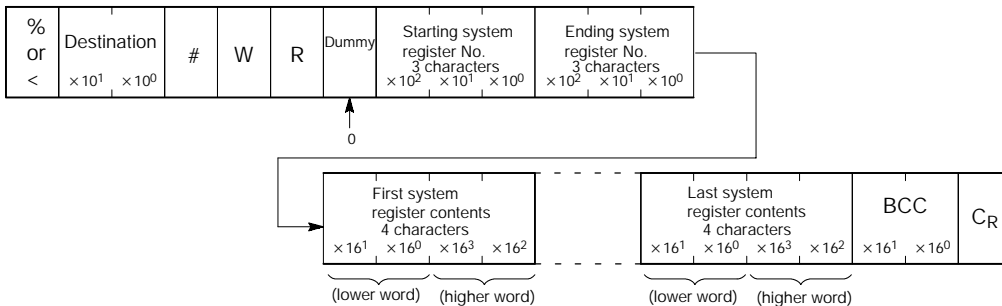 % or <
Destination
×10¹ ×10⁰
#
W
R
Dummy
0
Starting system
register No.
3 characters
×10² ×10¹ ×10⁰
Ending system
register No.
3 characters
×10² ×10¹ ×10⁰
First system
register contents
4 characters
×16¹ ×16⁰ ×16³ ×16²
(lower word) (higher word)
Last system
register contents
4 characters
×16¹ ×16⁰ ×16³ ×16²
(lower word) (higher word)
BCC
×16¹ ×16⁰
CR